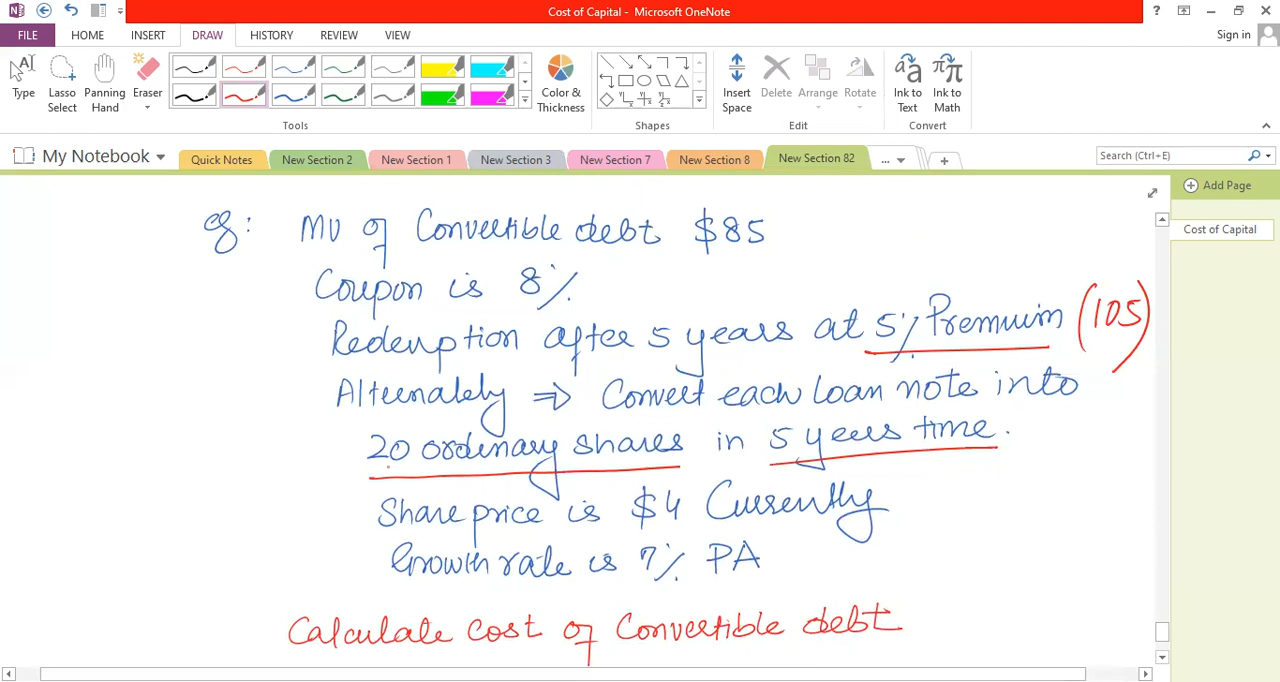 Cost of Capital - Microsoft OneNote
?
FILE HOME INSERT DRAW HISTORY REVIEW VIEW
Sign in
Type Lasso Select Panning Hand Eraser
Color & Thickness
Insert Space Delete Arrange Rotate
Ink to Text Ink to Math
Tools Shapes Edit Convert
My Notebook Quick Notes New Section 2 New Section 1 New Section 3 New Section 7 New Section 8 New Section 82 ... +
Search (Ctrl+E)
Add Page
Cost of Capital
eg: MV of Convertible debt $85
Coupon is 8%
Redemption after 5 years at 5% Premium (105)
Alternately ⇒ Convert each loan note into
20 ordinary shares in 5 years time.
Share price is $4 Currently
Growth rate is 7% PA
Calculate cost of Convertible debt